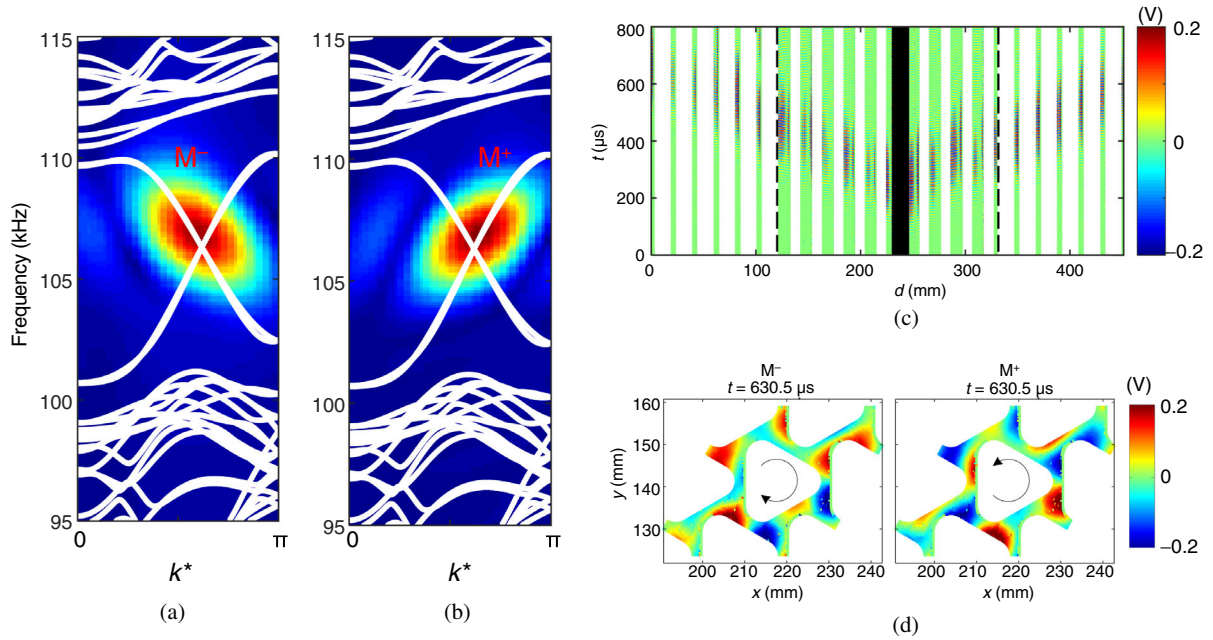 115
110
105
100
95
Frequency (kHz)
M⁻
0
π
k*
(a)
115
110
105
100
95
M⁺
0
π
k*
(b)
(V)
800
600
400
200
0
t (μs)
0
100
200
300
400
d (mm)
0.2
0
–0.2
(c)
M⁻
t = 630.5 μs
160
150
140
130
y (mm)
200 210 220 230 240
x (mm)
M⁺
t = 630.5 μs
200 210 220 230 240
x (mm)
(V)
0.2
0
–0.2
(d)